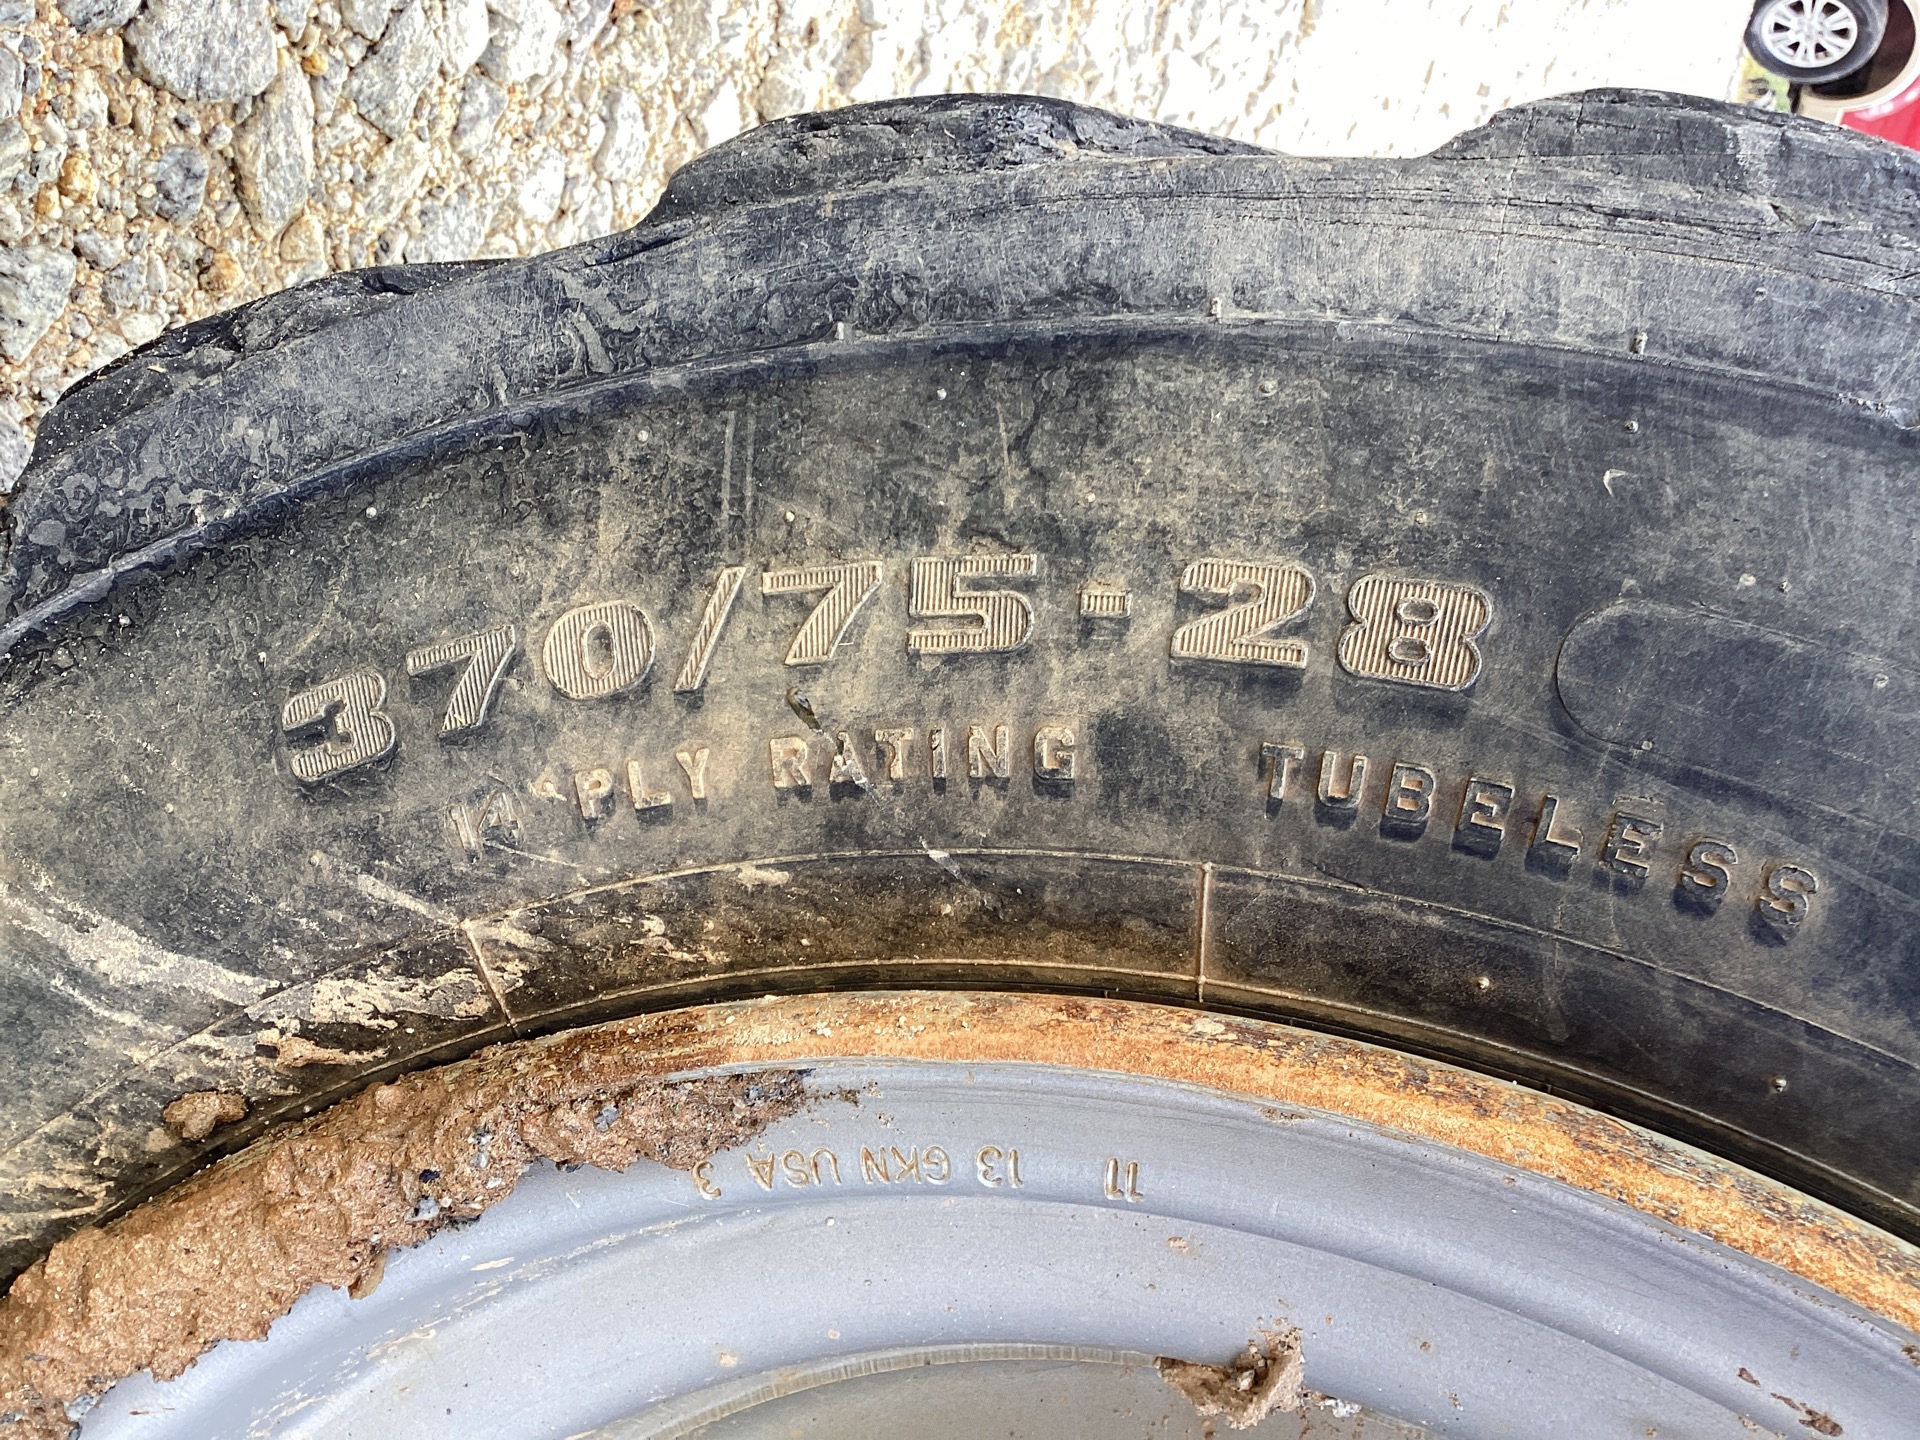 370/75-28
14 PLY RATING TUBELESS
11 13 GKN USA 3